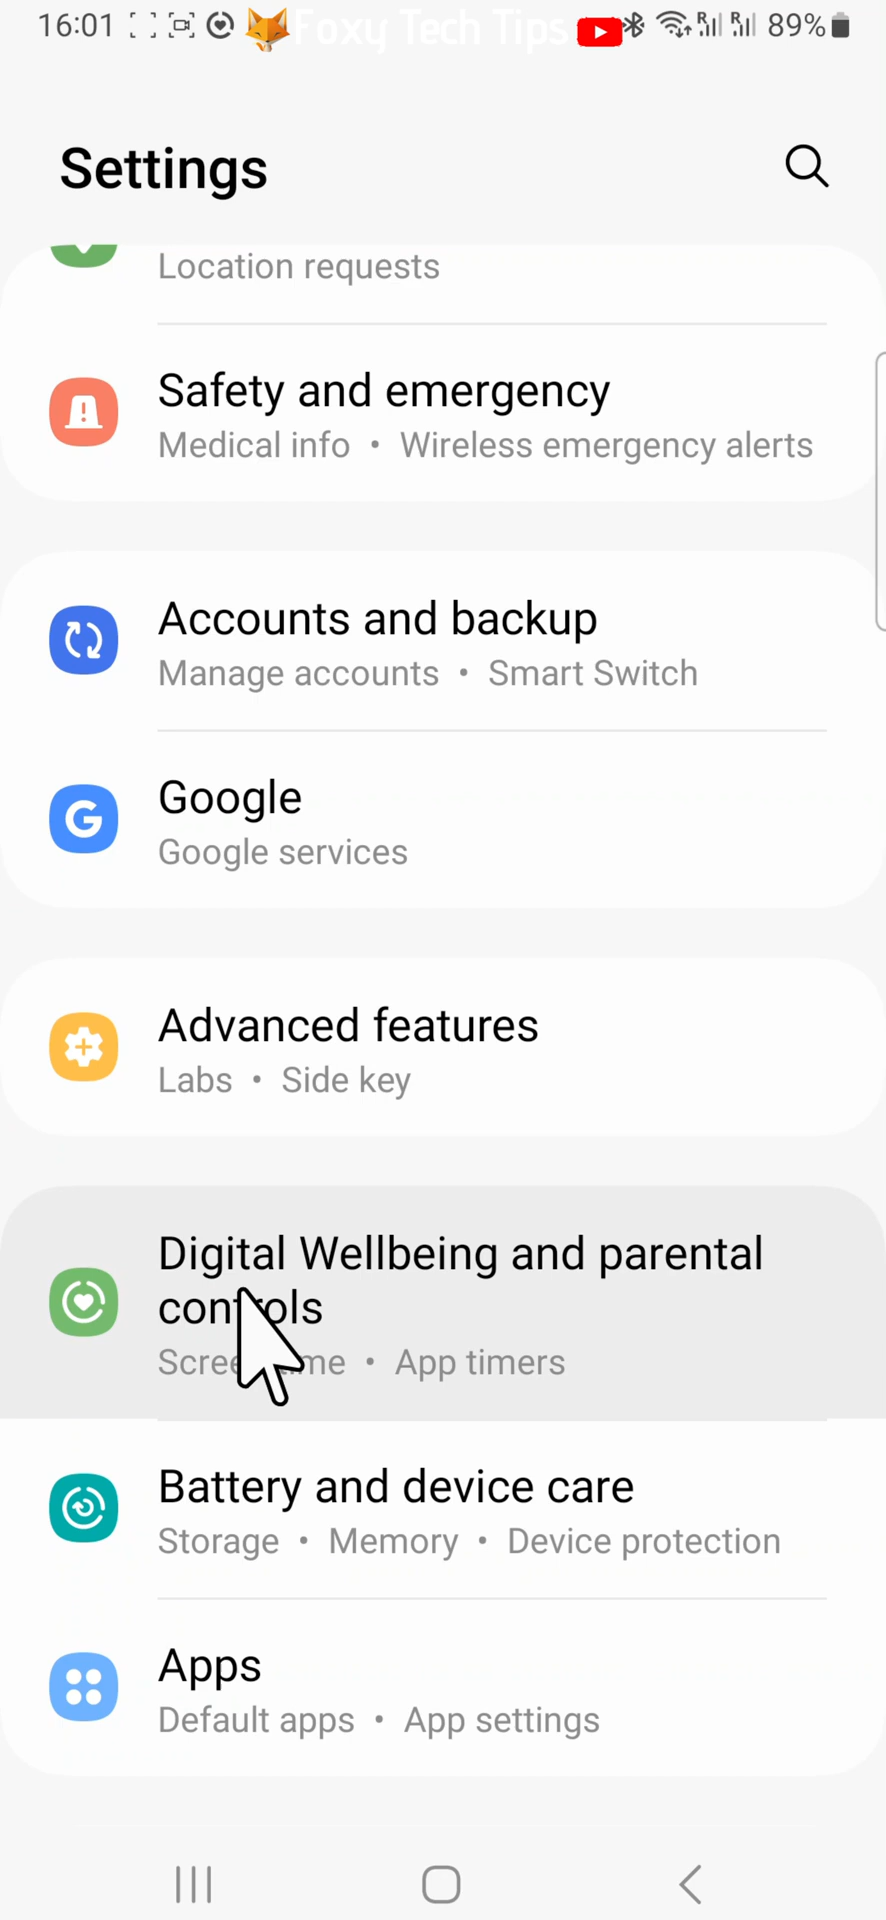 16:01 Foxy Tech Tips 89%
Settings
Location requests
Safety and emergency
Medical info • Wireless emergency alerts
Accounts and backup
Manage accounts • Smart Switch
Google
Google services
Advanced features
Labs • Side key
Digital Wellbeing and parental
controls
App timers
Battery and device care
Storage • Memory • Device protection
Apps
Default apps • App settings